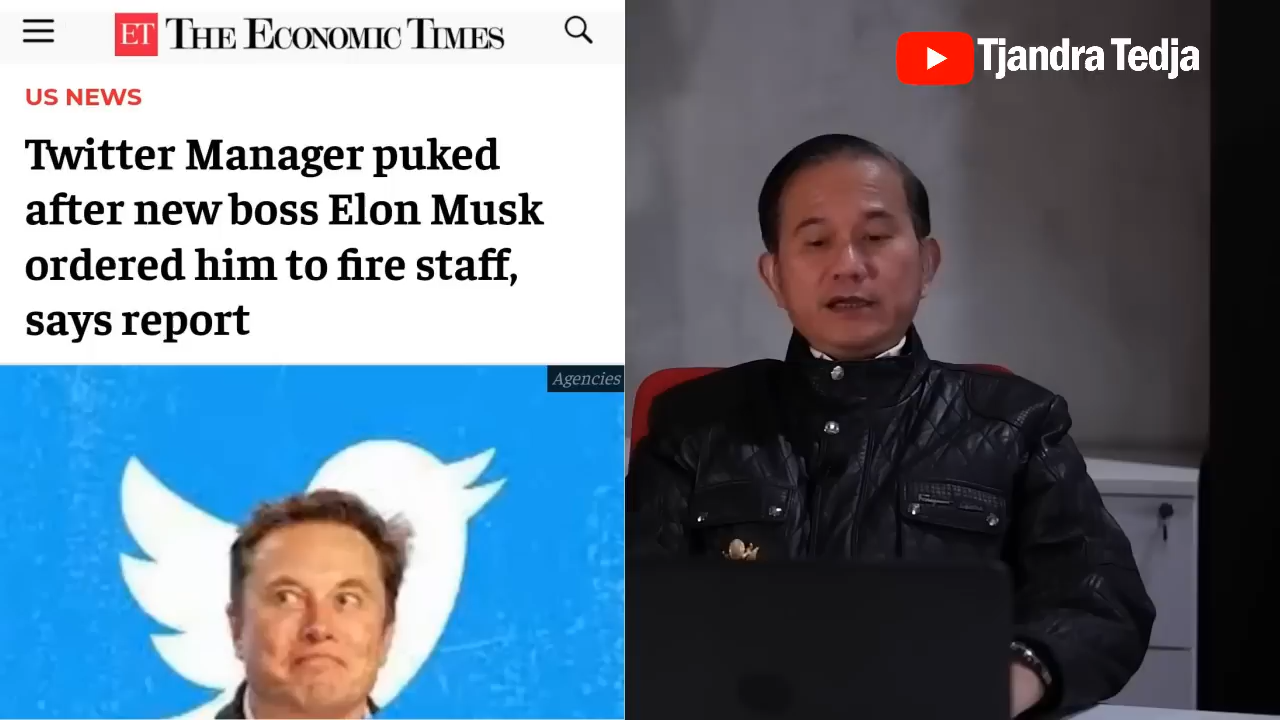 ET THE ECONOMIC TIMES
US NEWS
Twitter Manager puked
after new boss Elon Musk
ordered him to fire staff,
says report
Agencies
Tjandra Tedja